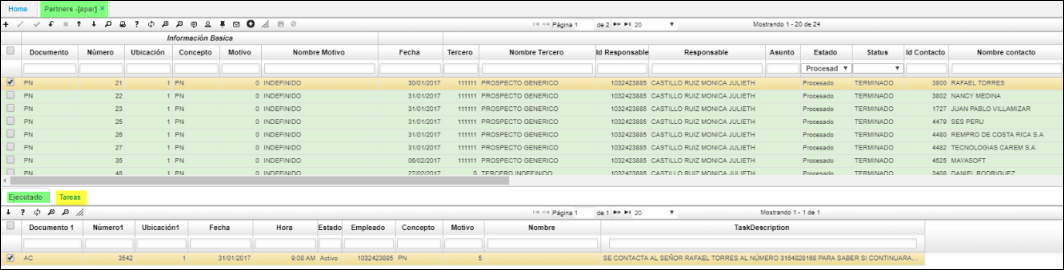 Home Partners -[apar] ×
Página 1 de 2 20 Mostrando 1 - 20 de 24
Información Basica
Documento Número Ubicación Concepto Motivo Nombre Motivo Fecha Tercero Nombre Tercero Id Responsable Responsable Asunto Estado Status Id Contacto Nombre contacto
Procesad
PN 21 1 PN 0 INDEFINIDO 30/01/2017 111111 PROSPECTO GENERICO 1032423885 CASTILLO RUIZ MONICA JULIETH Procesado TERMINADO 3800 RAFAEL TORRES
PN 22 1 PN 0 INDEFINIDO 31/01/2017 111111 PROSPECTO GENERICO 1032423885 CASTILLO RUIZ MONICA JULIETH Procesado TERMINADO 3802 NANCY MEDINA
PN 23 1 PN 0 INDEFINIDO 31/01/2017 111111 PROSPECTO GENERICO 1032423885 CASTILLO RUIZ MONICA JULIETH Procesado TERMINADO 1727 JUAN PABLO VILLAMIZAR
PN 25 1 PN 0 INDEFINIDO 31/01/2017 111111 PROSPECTO GENERICO 1032423885 CASTILLO RUIZ MONICA JULIETH Procesado TERMINADO 4479 SES PERU
PN 26 1 PN 0 INDEFINIDO 31/01/2017 111111 PROSPECTO GENERICO 1032423885 CASTILLO RUIZ MONICA JULIETH Procesado TERMINADO 4480 REMPRO DE COSTA RICA S.A
PN 27 1 PN 0 INDEFINIDO 31/01/2017 111111 PROSPECTO GENERICO 1032423885 CASTILLO RUIZ MONICA JULIETH Procesado TERMINADO 4482 TECNOLOGIAS CAREM S.A
PN 35 1 PN 0 INDEFINIDO 06/02/2017 111111 PROSPECTO GENERICO 1032423885 CASTILLO RUIZ MONICA JULIETH Procesado TERMINADO 4625 MAYASOFT
PN 48 1 PN 0 INDEFINIDO 27/02/2017 0 TERCERO INDEFINIDO 1032423885 CASTILLO RUIZ MONICA JULIETH Procesado TERMINADO 3408 DANIEL RODRIGUEZ
Ejecutado Tareas
Página 1 de 1 20 Mostrando 1 - 1 de 1
Documento 1 Número1 Ubicación1 Fecha Hora Estado Empleado Concepto Motivo Nombre TaskDescription
AC 3542 1 31/01/2017 9:08 AM Activo 1032423885 PN 5 SE CONTACTA AL SEÑOR RAFAEL TORRES AL NÚMERO 3164828168 PARA SABER SI CONTINUARA...